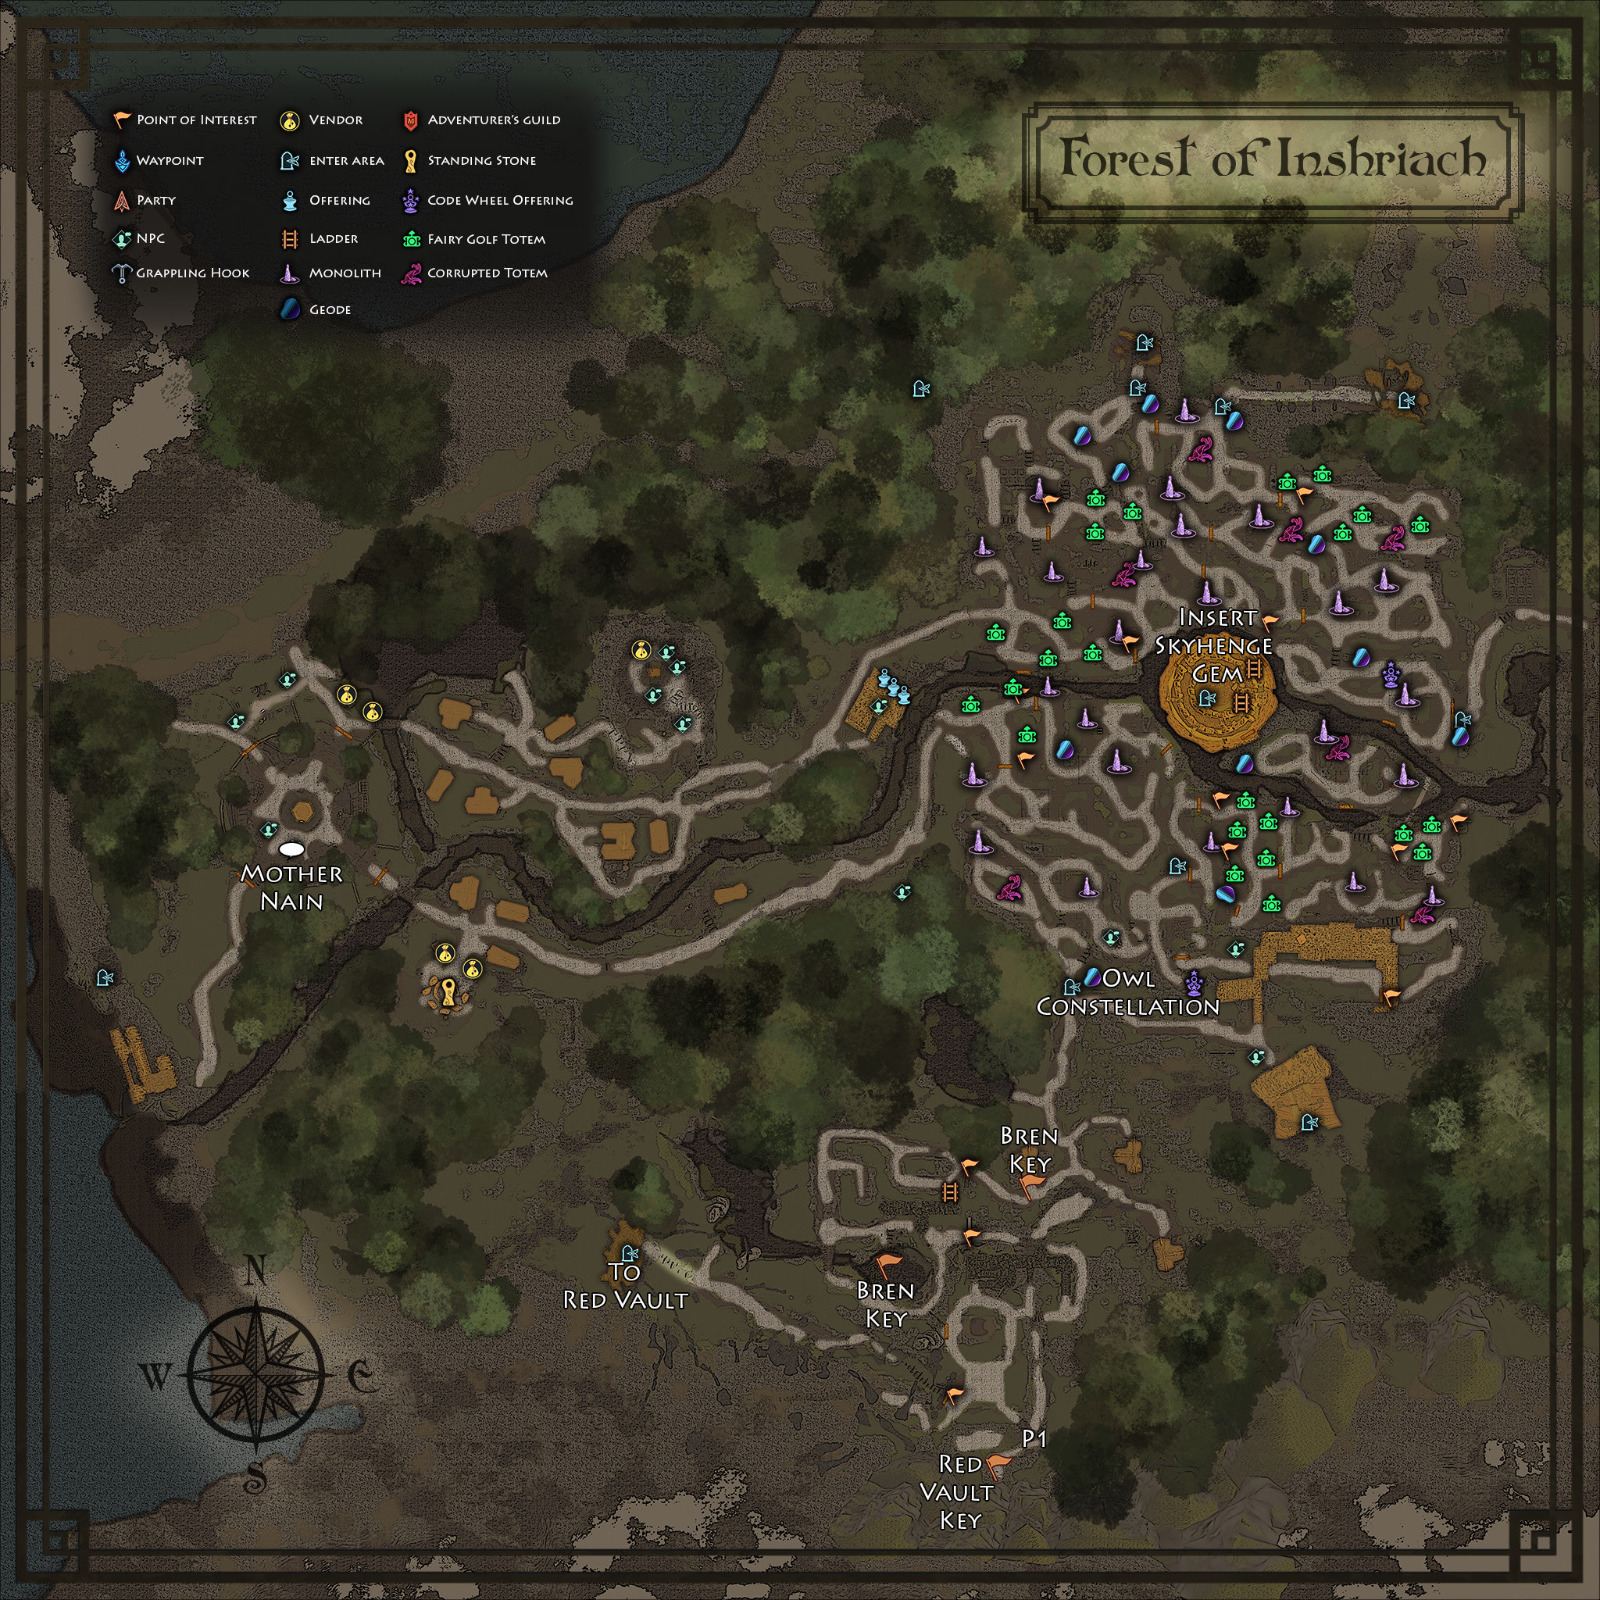 Forest of Inshriach
Point of Interest
Vendor
Adventurer's guild
Waypoint
enter area
Standing Stone
Party
Offering
Code Wheel Offering
NPC
Ladder
Fairy Golf Totem
Grappling Hook
Monolith
Corrupted Totem
Geode
Insert
Skyhenge
Gem
Mother
Nain
Owl
Constellation
Bren
Key
To
Red Vault
Bren
Key
P1
Red
Vault
Key
N
W
E
S